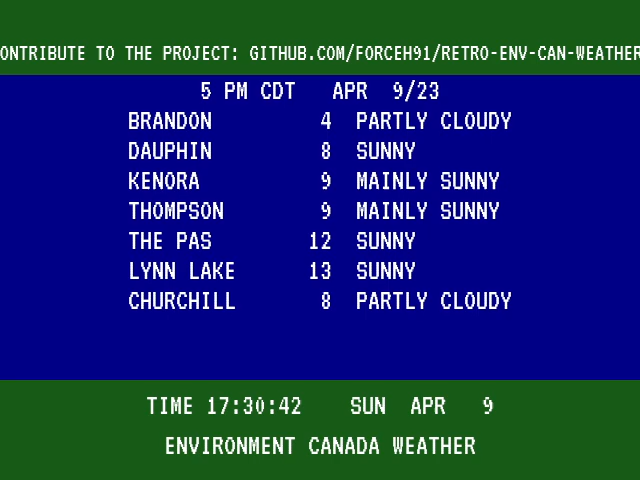 ONTRIBUTE TO THE PROJECT: GITHUB.COM/FORCEH91/RETRO-ENV-CAN-WEATHER
5 PM CDT APR 9/23
BRANDON 4 PARTLY CLOUDY
DAUPHIN 8 SUNNY
KENORA 9 MAINLY SUNNY
THOMPSON 9 MAINLY SUNNY
THE PAS 12 SUNNY
LYNN LAKE 13 SUNNY
CHURCHILL 8 PARTLY CLOUDY
TIME 17:30:42 SUN APR 9
ENVIRONMENT CANADA WEATHER